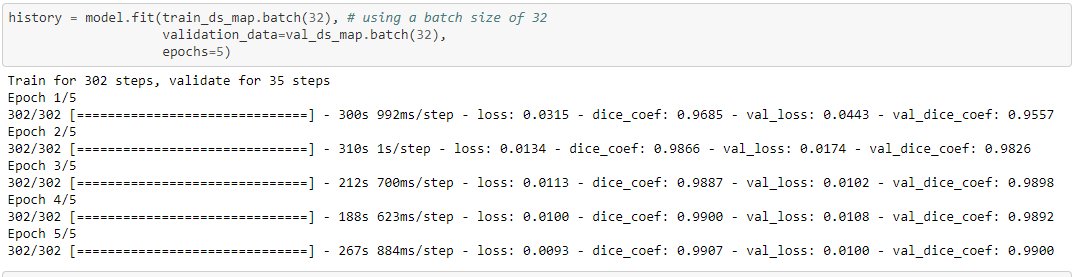 history = model.fit(train_ds_map.batch(32), # using a batch size of 32
                    validation_data=val_ds_map.batch(32),
                    epochs=5)
Train for 302 steps, validate for 35 steps
Epoch 1/5
302/302 [==============================] - 300s 992ms/step - loss: 0.0315 - dice_coef: 0.9685 - val_loss: 0.0443 - val_dice_coef: 0.9557
Epoch 2/5
302/302 [==============================] - 310s 1s/step - loss: 0.0134 - dice_coef: 0.9866 - val_loss: 0.0174 - val_dice_coef: 0.9826
Epoch 3/5
302/302 [==============================] - 212s 700ms/step - loss: 0.0113 - dice_coef: 0.9887 - val_loss: 0.0102 - val_dice_coef: 0.9898
Epoch 4/5
302/302 [==============================] - 188s 623ms/step - loss: 0.0100 - dice_coef: 0.9900 - val_loss: 0.0108 - val_dice_coef: 0.9892
Epoch 5/5
302/302 [==============================] - 267s 884ms/step - loss: 0.0093 - dice_coef: 0.9907 - val_loss: 0.0100 - val_dice_coef: 0.9900